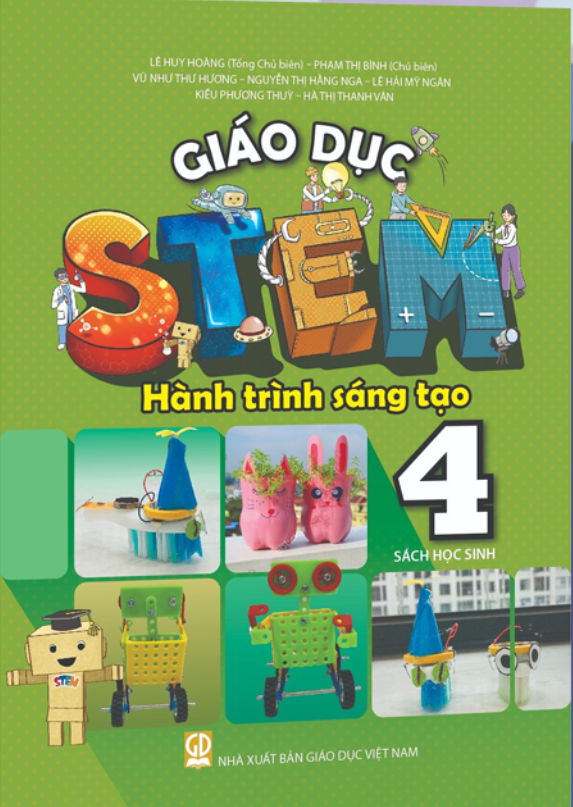 LÊ HUY HOÀNG (Tổng Chủ biên) – PHẠM THỊ BÌNH (Chủ biên)
VŨ NHƯ THƯ HƯƠNG – NGUYỄN THỊ HẰNG NGA – LÊ HẢI MỸ NGÂN
KIỀU PHƯƠNG THUỲ – HÀ THỊ THANH VÂN
GIÁO DỤC
STEM
Hành trình sáng tạo
4
SÁCH HỌC SINH
STEM
GD
NHÀ XUẤT BẢN GIÁO DỤC VIỆT NAM